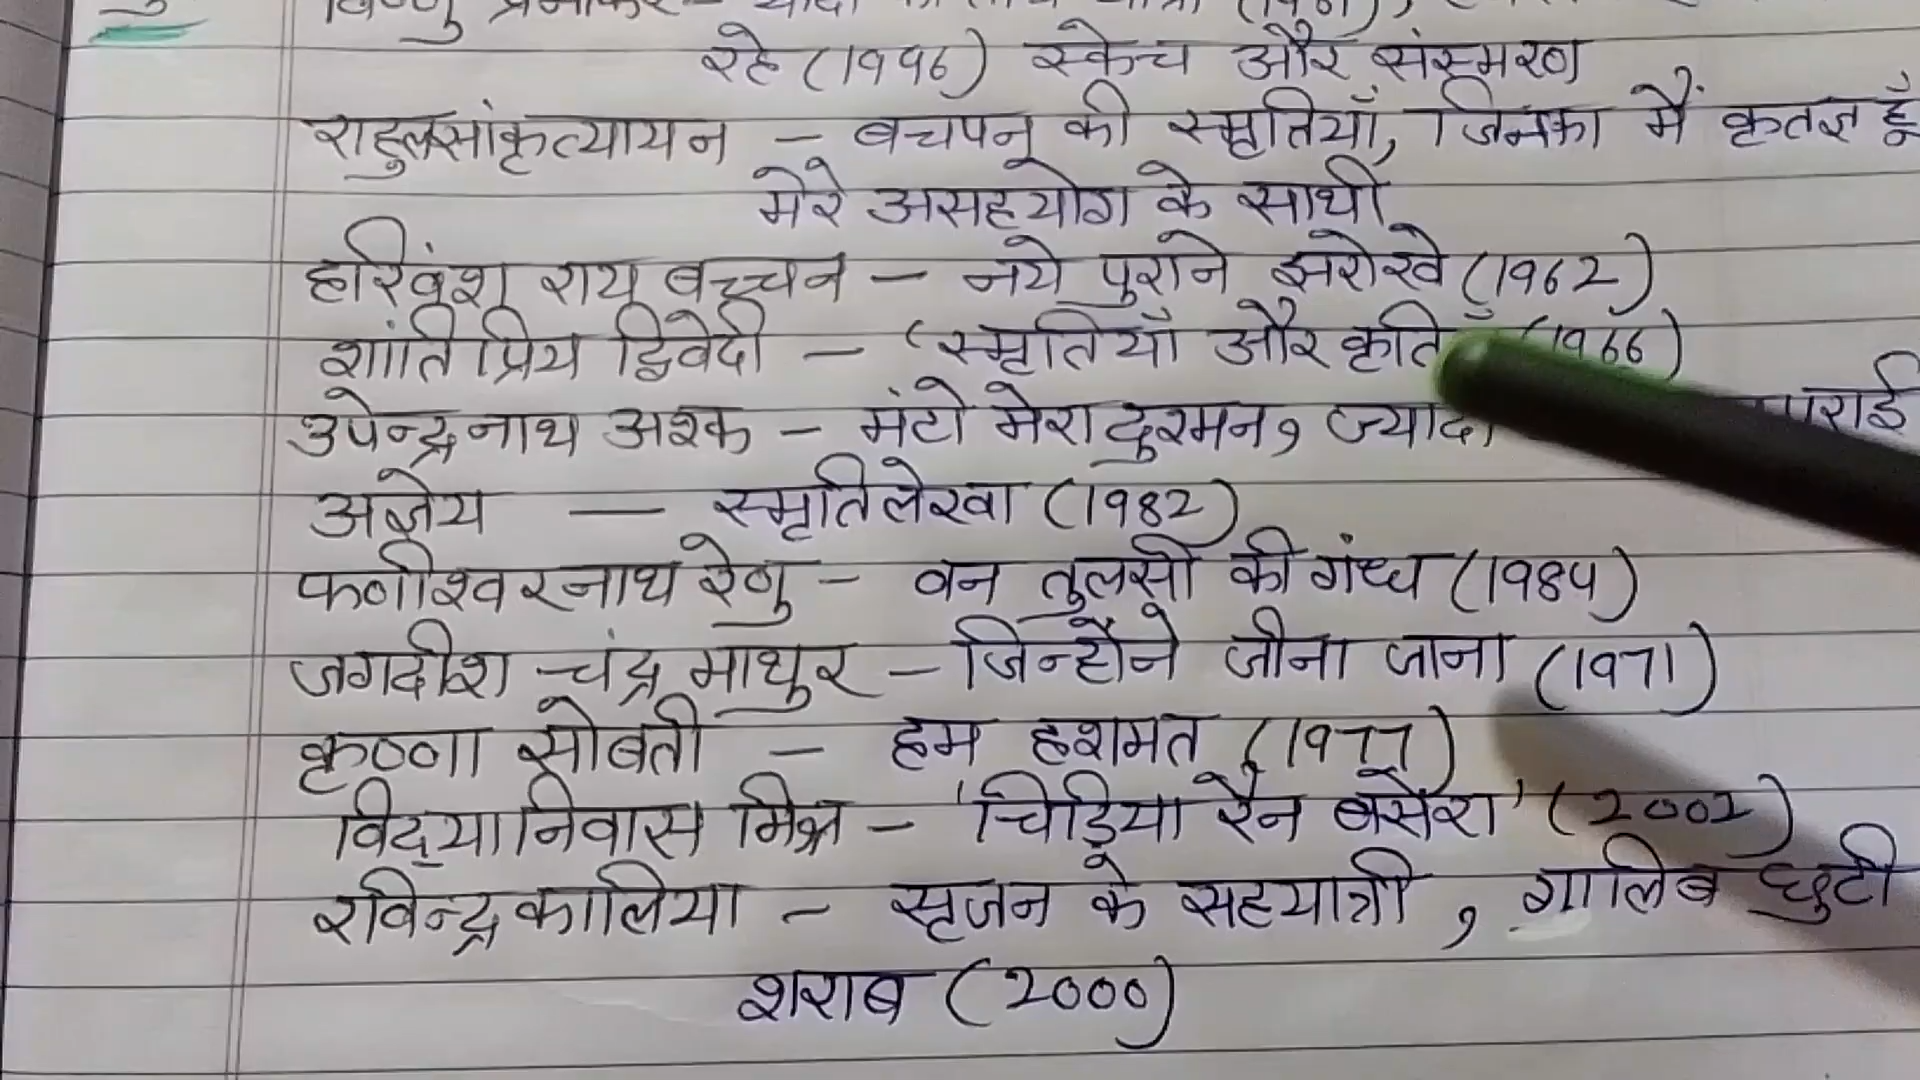 रहे (1996) स्केच और संस्मरण
राहुल सांकृत्यायन - बचपन की स्मृतियाँ, जिनका मैं कृतज्ञ हूँ
मेरे असहयोग के साथी
हरिवंश राय बच्चन - नये पुराने झरोखे (1962)
शांति प्रिय द्विवेदी - 'स्मृतियाँ और (1966)
उपेन्द्रनाथ अश्क - मंटो मेरा दुश्मन, पराई
अज्ञेय - स्मृतिलेखा (1982)
फणीश्वरनाथ रेणु - वन तुलसी की गंध (1984)
जगदीश चंद्र माथुर - जिन्होंने जीना जाना (1971)
कृष्णा सोबती - हम हशमत (1977)
विद्यानिवास मिश्र - 'चिड़िया रैन बसेरा' (2002)
रविन्द्र कालिया - सृजन के सहयात्री, गालिब छुटी
शराब (2000)